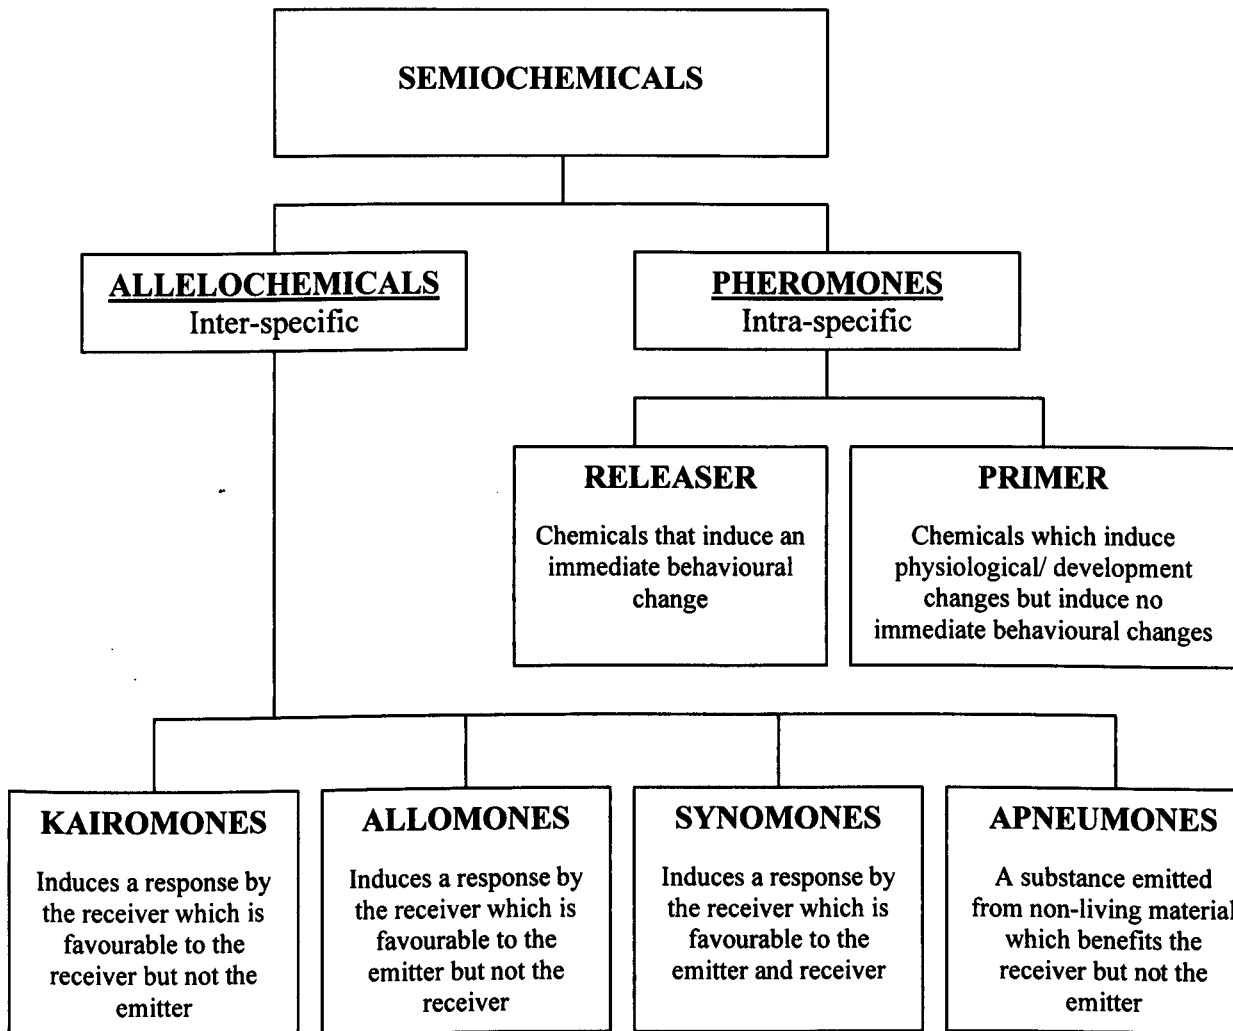 SEMIOCHEMICALS
ALLELOCHEMICALS
Inter-specific
PHEROMONES
Intra-specific
RELEASER
Chemicals that induce an
immediate behavioural
change
PRIMER
Chemicals which induce
physiological/ development
changes but induce no
immediate behavioural changes
KAIROMONES
Induces a response by
the receiver which is
favourable to the
receiver but not the
emitter
ALLOMONES
Induces a response by
the receiver which is
favourable to the
emitter but not the
receiver
SYNOMONES
Induces a response by
the receiver which is
favourable to the
emitter and receiver
APNEUMONES
A substance emitted
from non-living material
which benefits the
receiver but not the
emitter